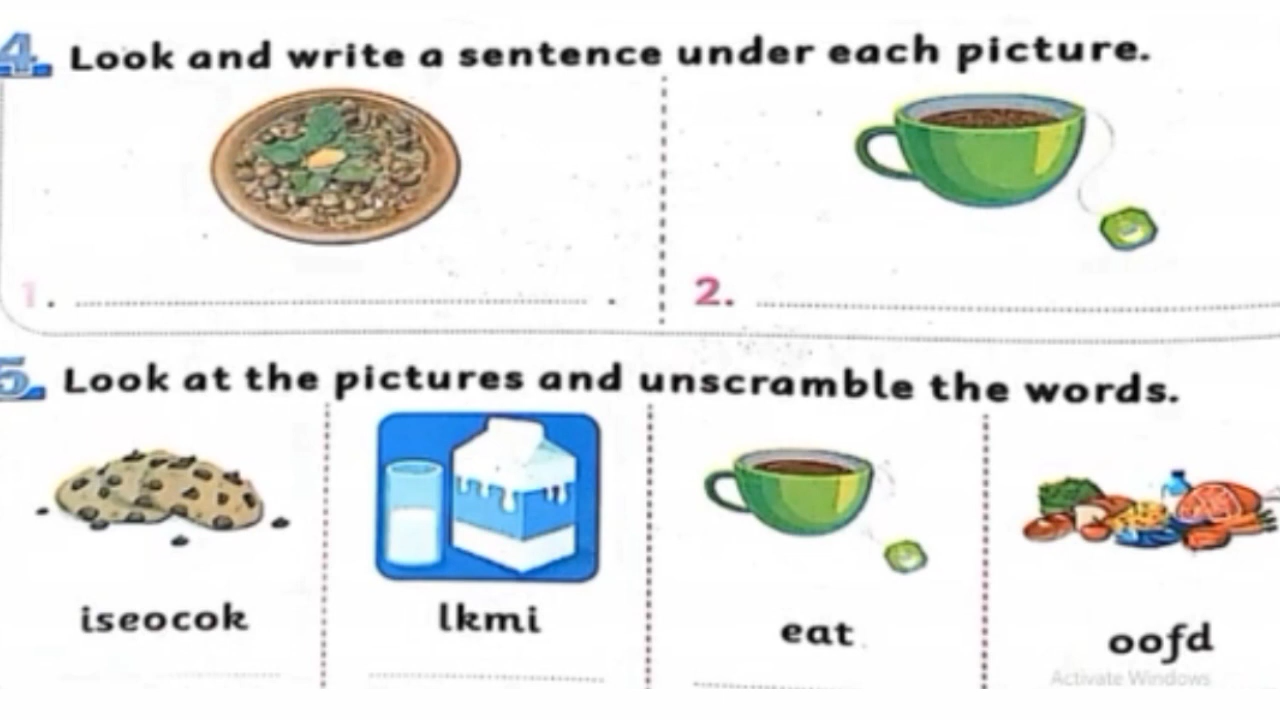 4. Look and write a sentence under each picture.
1. .
2.
5. Look at the pictures and unscramble the words.
iseocok
lkmi
eat
oofd
Activate Windows